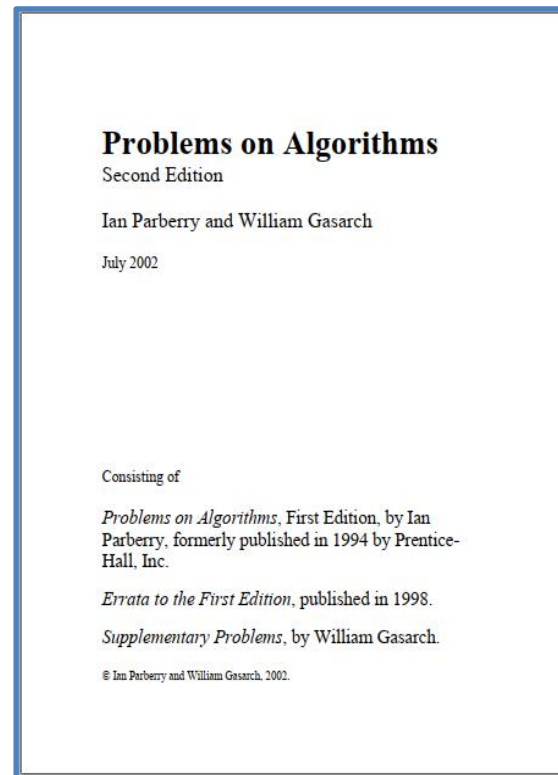 Problems on Algorithms
Second Edition
Ian Parberry and William Gasarch
July 2002
Consisting of
Problems on Algorithms, First Edition, by Ian
Parberry, formerly published in 1994 by Prentice-
Hall, Inc.
Errata to the First Edition, published in 1998.
Supplementary Problems, by William Gasarch.
© Ian Parberry and William Gasarch, 2002.